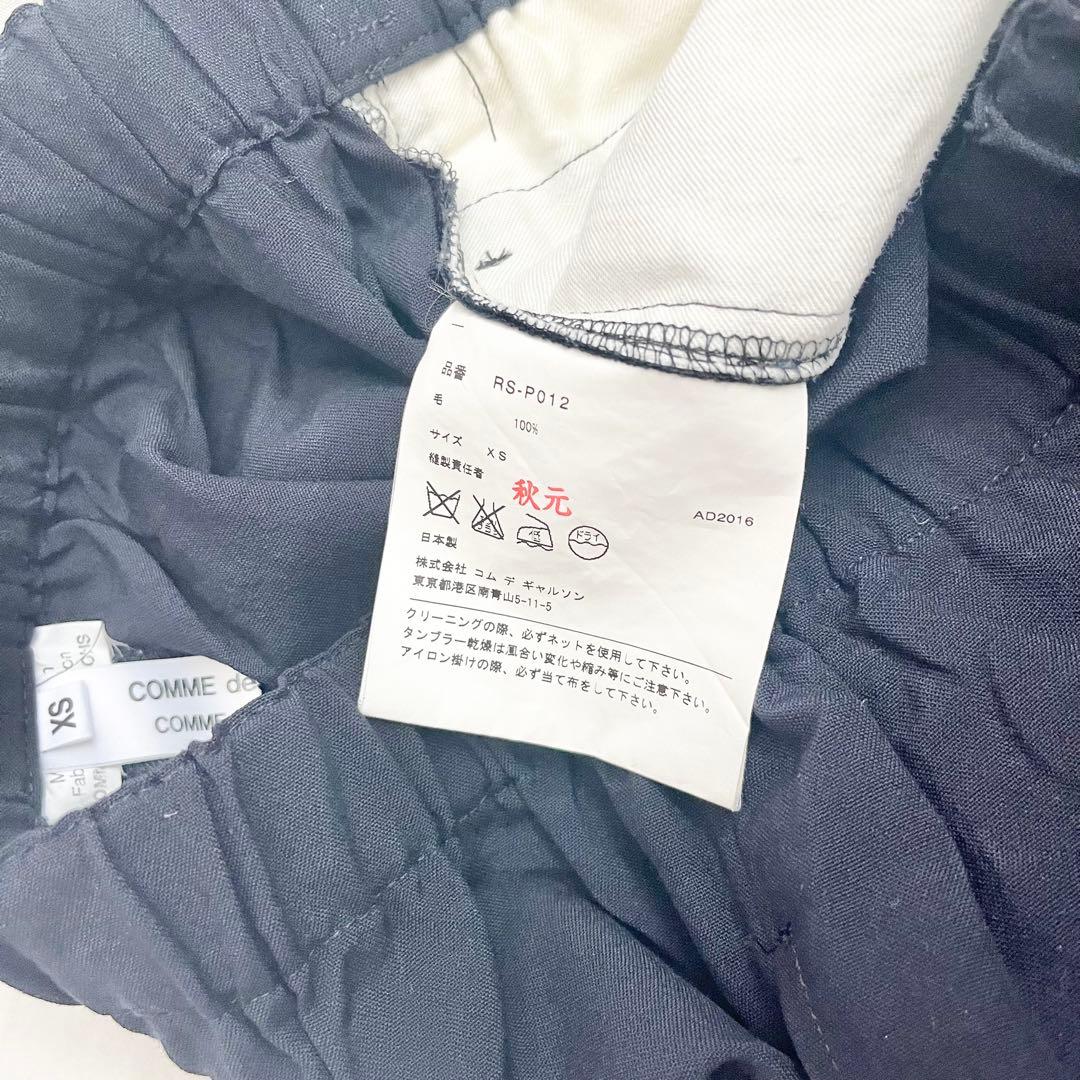 品番 RS-P012
毛 100%
サイズ XS
縫製責任者
秋元
AD2016
ドライ
日本製
株式会社 コム デ ギャルソン
東京都港区南青山5-11-5
クリーニングの際、必ずネットを使用して下さい。
タンブラー乾燥は風合い変化や縮み等にご注意下さい。
アイロン掛けの際、必ず当て布をして下さい。
XS
COMME de
COMME
Fab